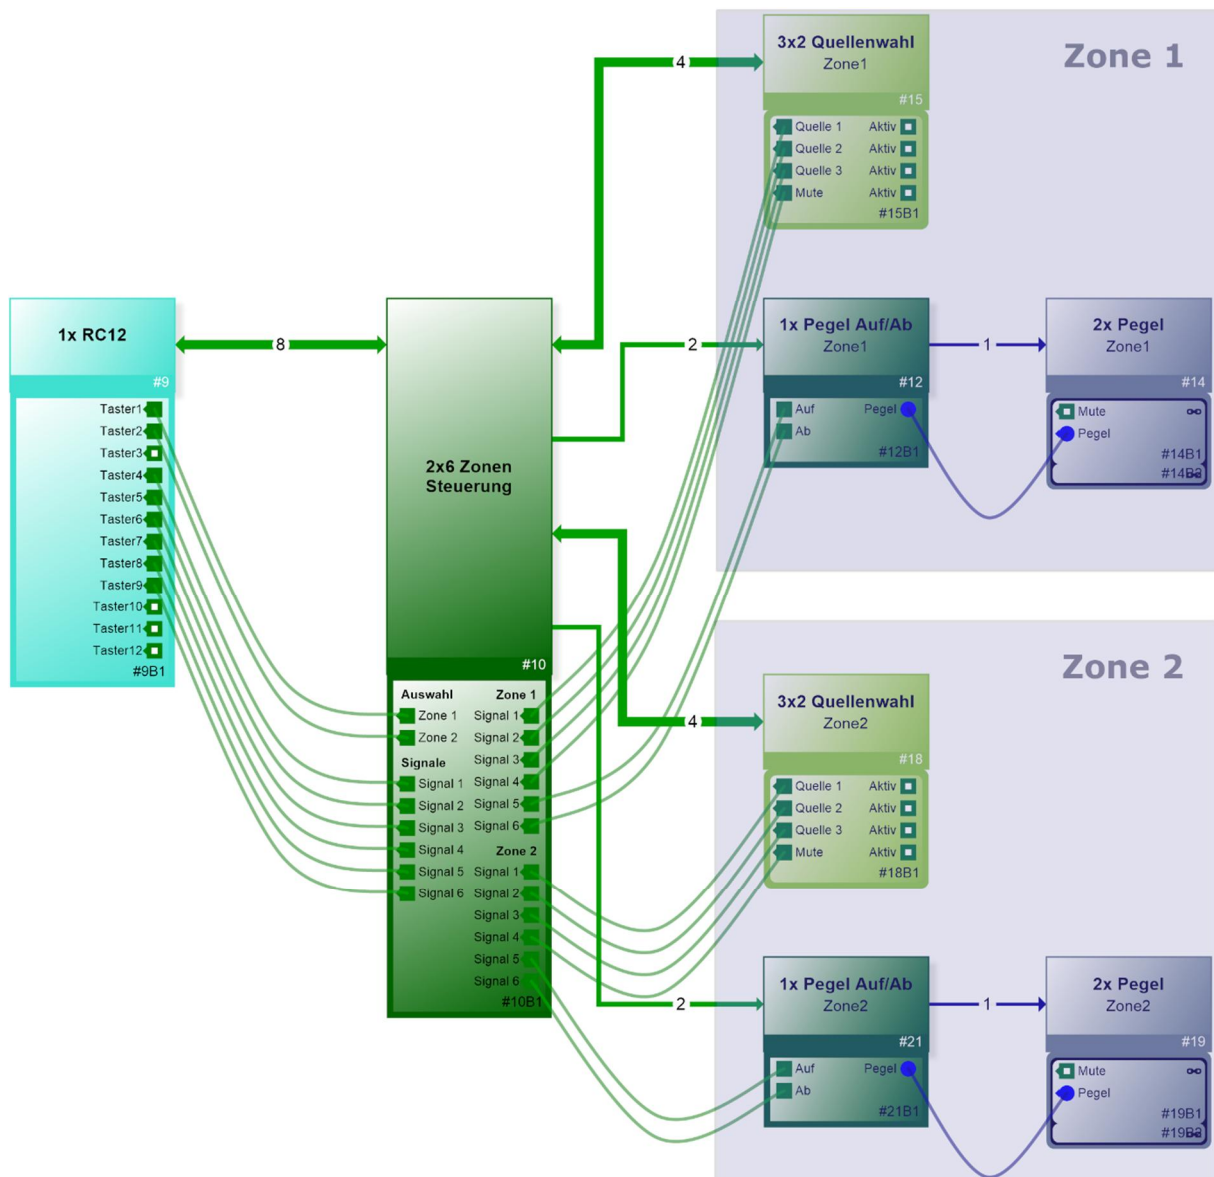 Zone 1
3x2 Quellenwahl
Zone1
#15
Quelle 1 Aktiv
Quelle 2 Aktiv
Quelle 3 Aktiv
Mute Aktiv
#15B1
4
1x RC12
#9
Taster1
Taster2
Taster3
Taster4
Taster5
Taster6
Taster7
Taster8
Taster9
Taster10
Taster11
Taster12
#9B1
8
2x6 Zonen
Steuerung
#10
Auswahl
Zone 1
Zone 2
Signale
Signal 1
Signal 2
Signal 3
Signal 4
Signal 5
Signal 6
Zone 1
Signal 1
Signal 2
Signal 3
Signal 4
Signal 5
Signal 6
Zone 2
Signal 1
Signal 2
Signal 3
Signal 4
Signal 5
Signal 6
#10B1
2
1x Pegel Auf/Ab
Zone1
#12
Auf Pegel
Ab
#12B1
1
2x Pegel
Zone1
#14
Mute
Pegel
#14B1
Zone 2
4
3x2 Quellenwahl
Zone2
#18
Quelle 1 Aktiv
Quelle 2 Aktiv
Quelle 3 Aktiv
Mute Aktiv
#18B1
2
1x Pegel Auf/Ab
Zone2
#21
Auf Pegel
Ab
#21B1
1
2x Pegel
Zone2
#19
Mute
Pegel
#19B1